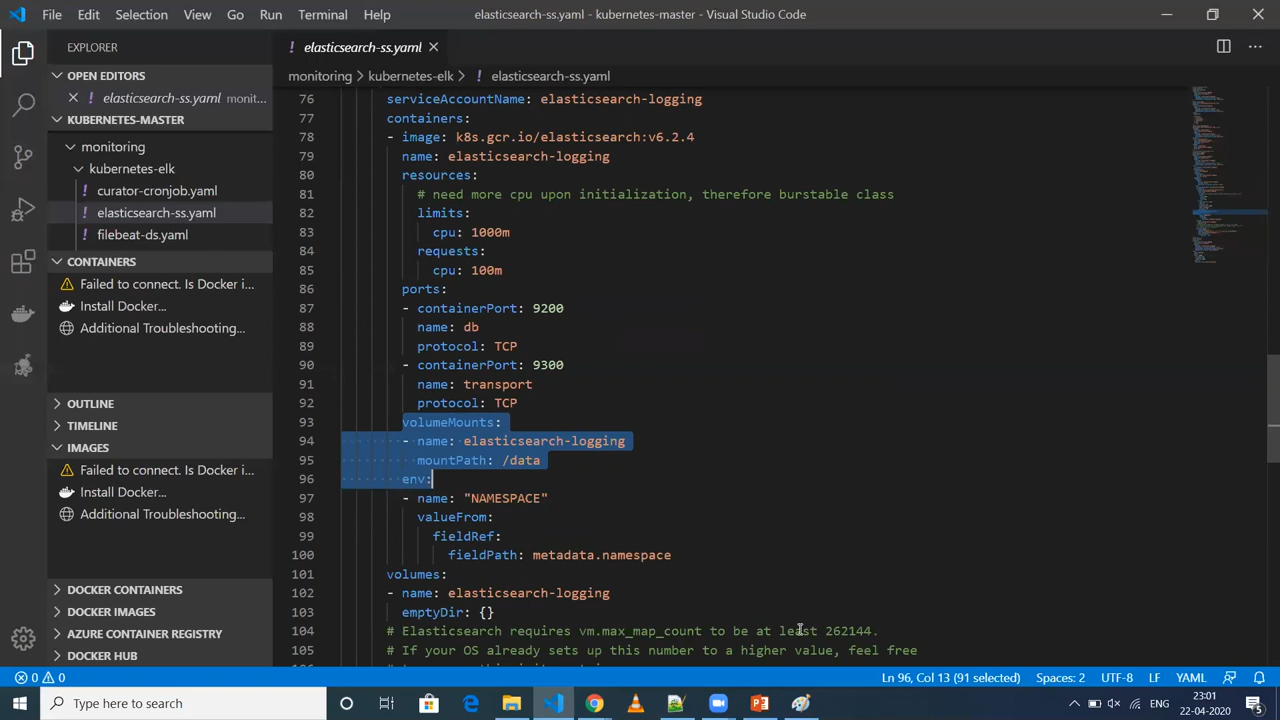 File Edit Selection View Go Run Terminal Help elasticsearch-ss.yaml - kubernetes-master - Visual Studio Code
EXPLORER
OPEN EDITORS
elasticsearch-ss.yaml monit...
KUBERNETES-MASTER
monitoring
kubernetes-elk
curator-cronjob.yaml
elasticsearch-ss.yaml
filebeat-ds.yaml
CONTAINERS
Failed to connect. Is Docker i...
Install Docker...
Additional Troubleshooting...
OUTLINE
TIMELINE
IMAGES
Failed to connect. Is Docker i...
Install Docker...
Additional Troubleshooting...
DOCKER CONTAINERS
DOCKER IMAGES
AZURE CONTAINER REGISTRY
DOCKER HUB
! elasticsearch-ss.yaml
monitoring > kubernetes-elk > ! elasticsearch-ss.yaml
76 serviceAccountName: elasticsearch-logging
77 containers:
78 - image: k8s.gcr.io/elasticsearch:v6.2.4
79 name: elasticsearch-logging
80 resources:
81 # need more cpu upon initialization, therefore burstable class
82 limits:
83 cpu: 1000m
84 requests:
85 cpu: 100m
86 ports:
87 - containerPort: 9200
88 name: db
89 protocol: TCP
90 - containerPort: 9300
91 name: transport
92 protocol: TCP
93 volumeMounts:
94 - name: elasticsearch-logging
95 mountPath: /data
96 env:
97 - name: "NAMESPACE"
98 valueFrom:
99 fieldRef:
100 fieldPath: metadata.namespace
101 volumes:
102 - name: elasticsearch-logging
103 emptyDir: {}
104 # Elasticsearch requires vm.max_map_count to be at least 262144.
105 # If your OS already sets up this number to a higher value, feel free
0 0 Ln 96, Col 13 (91 selected) Spaces: 2 UTF-8 LF YAML
Type here to search
ENG 23:01
22-04-2020
5